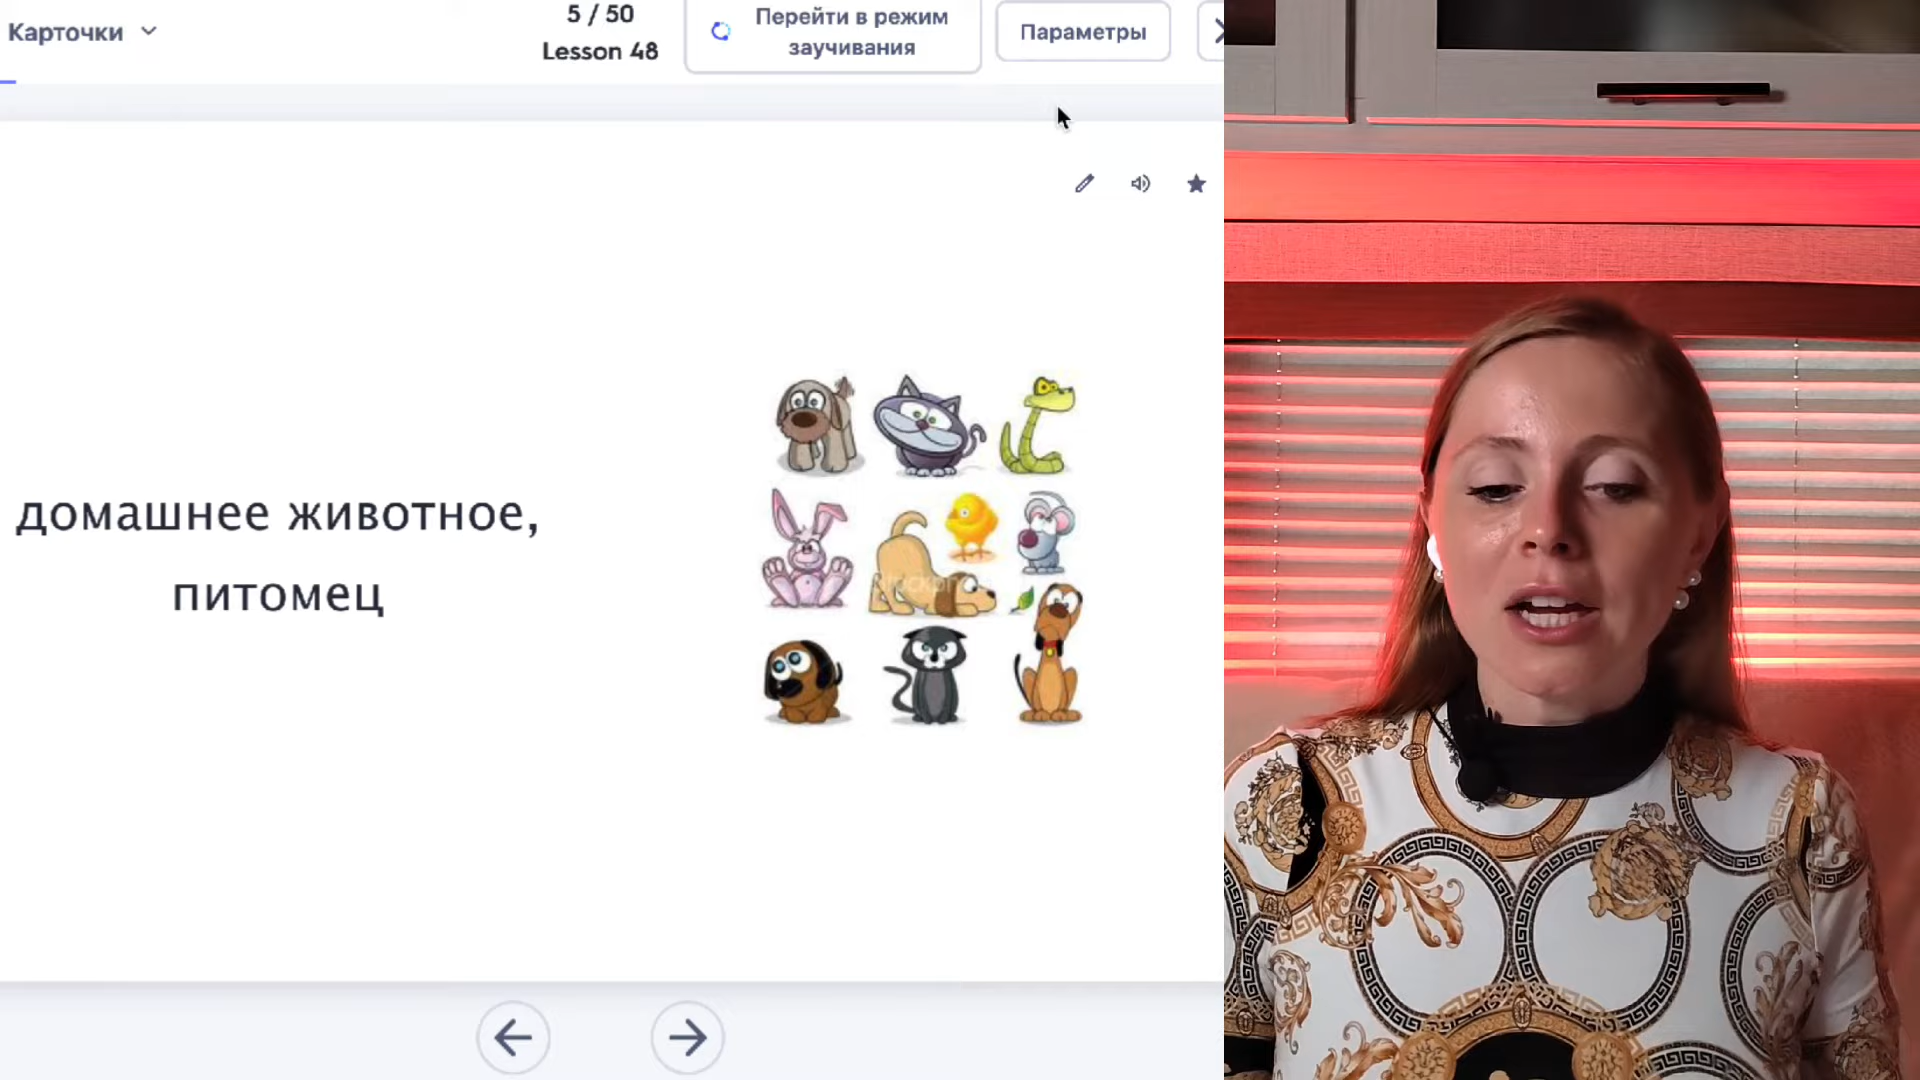 Карточки
5 / 50
Lesson 48
Перейти в режим
заучивания
Параметры
домашнее животное,
питомец